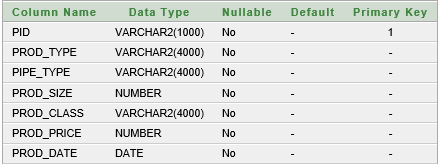 Column Name Data Type Nullable Default Primary Key
PID VARCHAR2(1000) No - 1
PROD_TYPE VARCHAR2(4000) No - -
PIPE_TYPE VARCHAR2(4000) No - -
PROD_SIZE NUMBER No - -
PROD_CLASS VARCHAR2(4000) No - -
PROD_PRICE NUMBER No - -
PROD_DATE DATE No - -